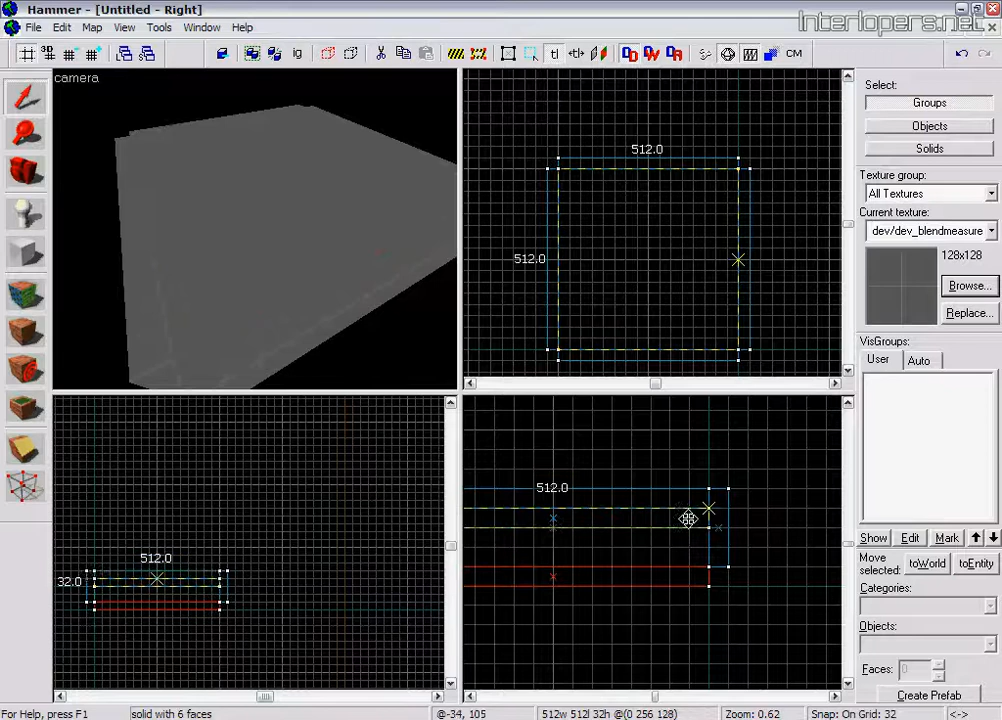 Hammer - [Untitled - Right]
Interlopers.net
File Edit Map View Tools Window Help
3D
ig
tl
CM
camera
512.0
512.0
512.0
512.0
32.0
Select:
Groups
Objects
Solids
Texture group:
All Textures
Current texture:
dev/dev_blendmeasure
128x128
Browse...
Replace...
VisGroups:
User Auto
Show Edit Mark
Move selected: toWorld toEntity
Categories:
Objects:
Faces: 0
Create Prefab
For Help, press F1
solid with 6 faces
@-34, 105
512w 512l 32h @(0 256 128)
Zoom: 0.62
Snap: On Grid: 32
<->